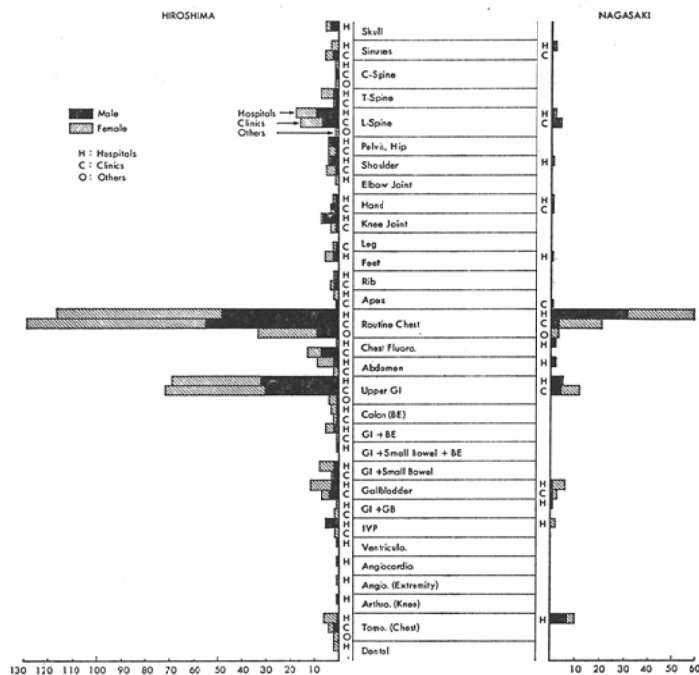 HIROSHIMA
NAGASAKI
Male
Female
H : Hospitals
C : Clinics
O : Others
Hospitals
Clinics
Others
H Skull
H Sinuses H
C C
H
C C-Spine
O
H T-Spine
C
H L-Spine H
C C
O
H Pelvis, Hip
C
H Shoulder H
C
H Elbow Joint
H Hand H
C C
H Knee Joint
C
C Leg
H Feet H
H Rib
C
H Apex
C C
H H
C Routine Chest C
O O
H Chest Fluoro. H
C
H Abdomen H
C
H Upper GI H
C C
O
H Colon (BE)
C
H GI +BE
C
H GI +Small Bowel + BE
H GI +Small Bowel
C
H Gallbladder H
C C
H GI +GB H
C
H IVP H
C
H Ventriculo.
H Angiocardio
H Angio. (Extremity)
H Arthro. (Knee)
H Tomo. (Chest) H
C
O
H Dental
130 120 110 100 90 80 70 60 50 40 30 20 10
10 20 30 40 50 60